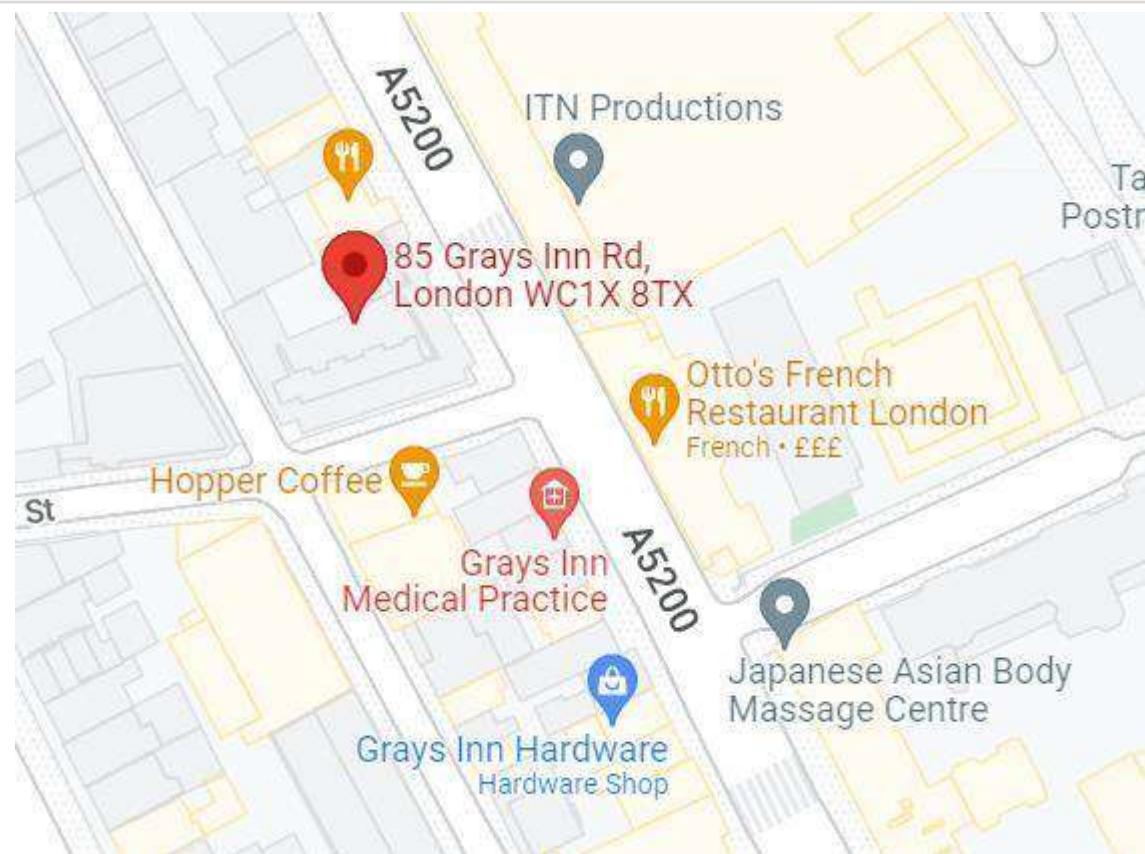 A5200
ITN Productions
Ta
Postr
85 Grays Inn Rd,
London WC1X 8TX
Otto's French
Restaurant London
French • £££
Hopper Coffee
St
Grays Inn
Medical Practice
A5200
Japanese Asian Body
Massage Centre
Grays Inn Hardware
Hardware Shop